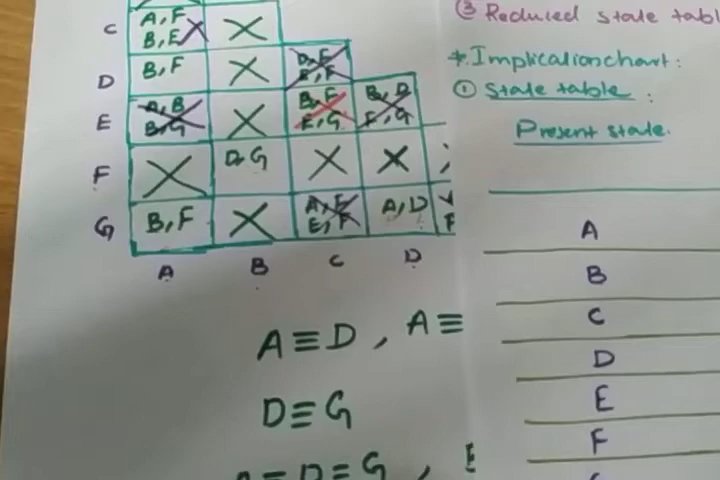 C A, F
B, E X X
D B, F X D, E
E, F
E A, B
B, G X B, F
E, G B, D
F, G
F X D, G X X
G B, F X A, E
E, F A, D
A B C D
A ≡ D , A ≡
D ≡ G
A ≡ D ≡ G ,
③ Reduced state tabl
* Implication chart :
① State table :
Present state.
A
B
C
D
E
F